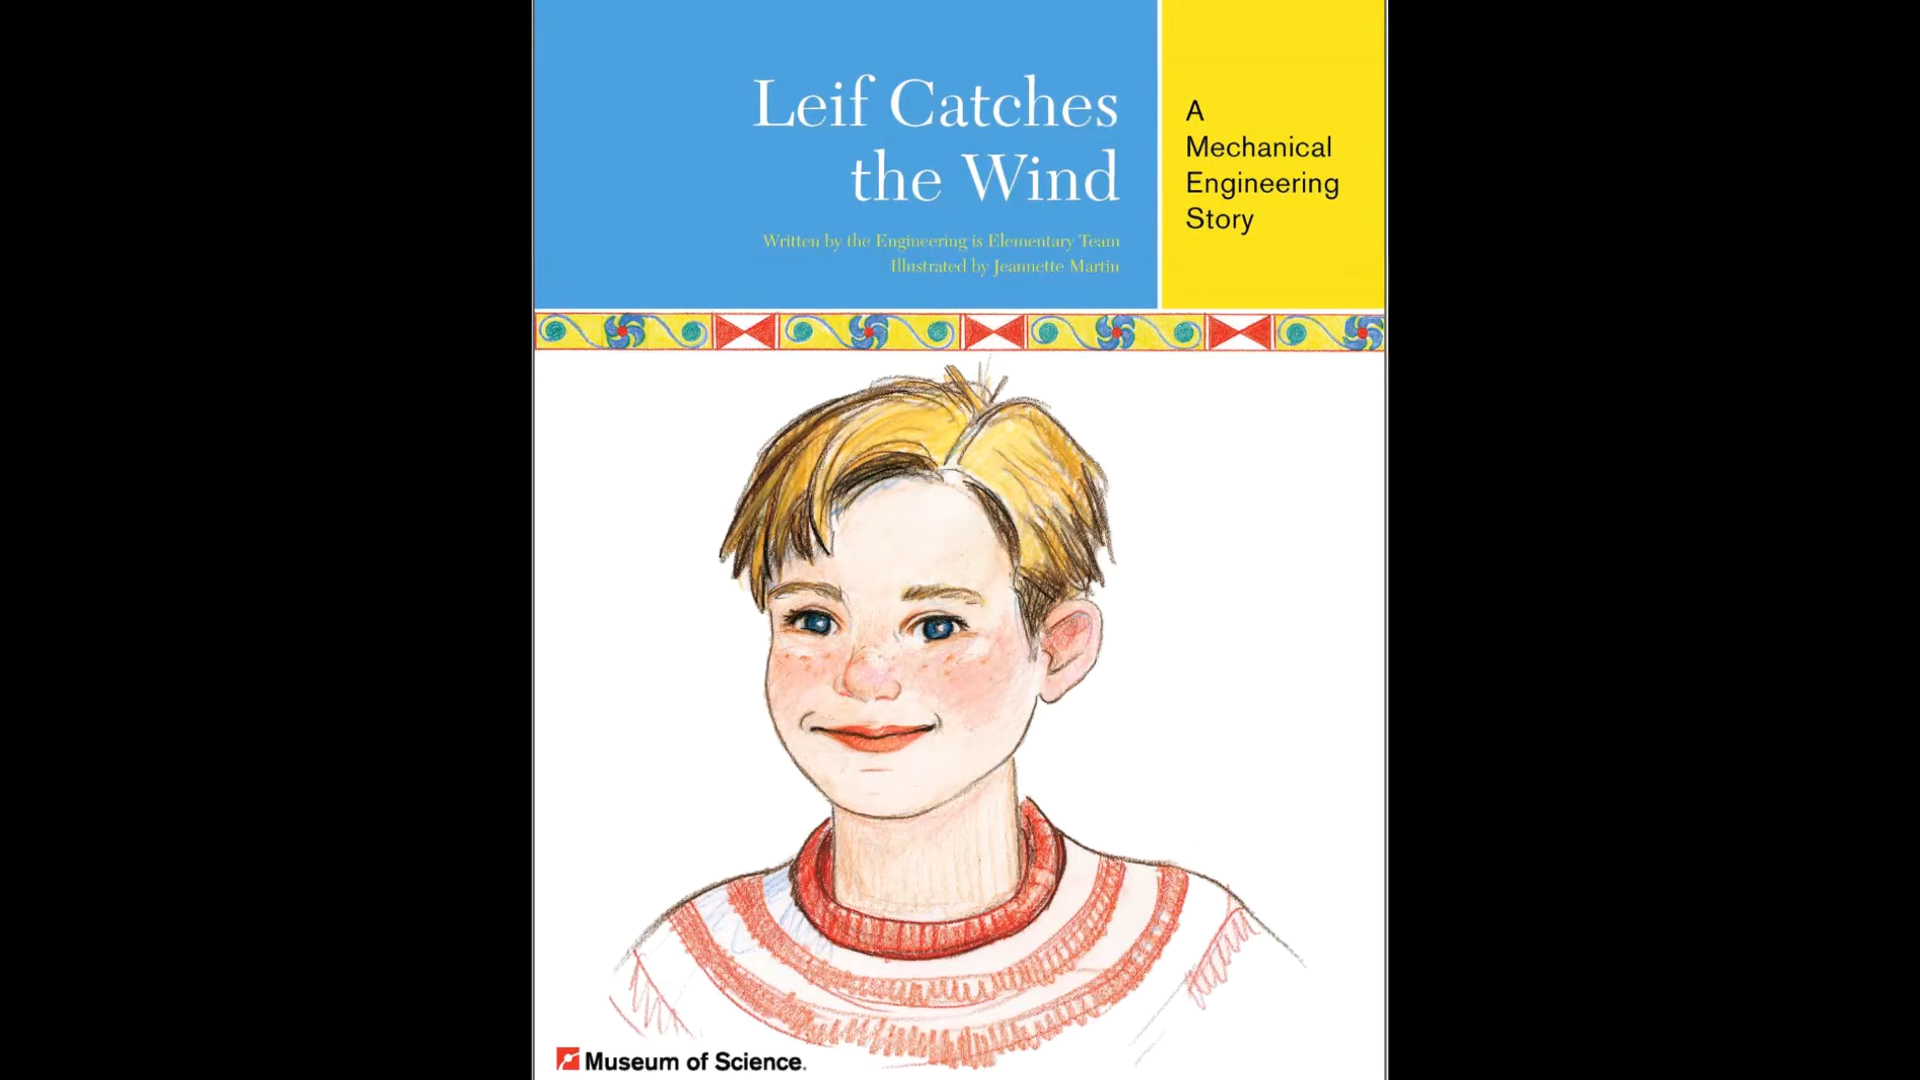 Leif Catches
the Wind
Written by the Engineering is Elementary Team
Illustrated by Jeannette Martin
A
Mechanical
Engineering
Story
Museum of Science.